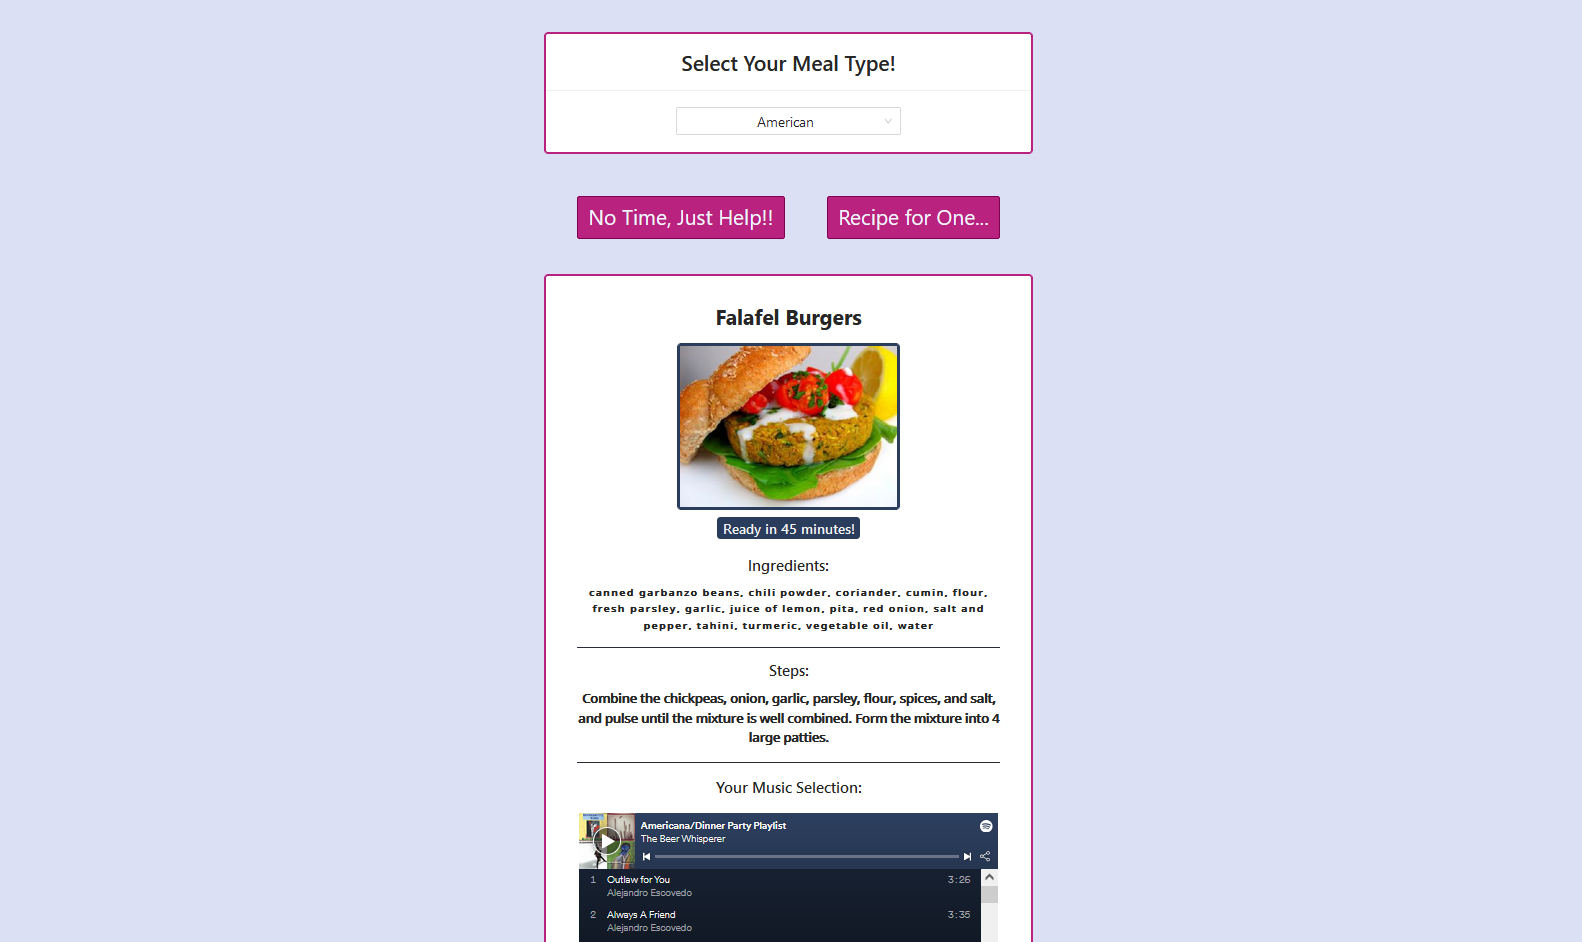 Select Your Meal Type!
American
No Time, Just Help!!
Recipe for One...
Falafel Burgers
Ready in 45 minutes!
Ingredients:
canned garbanzo beans, chili powder, coriander, cumin, flour,
fresh parsley, garlic, juice of lemon, pita, red onion, salt and
pepper, tahini, turmeric, vegetable oil, water
Steps:
Combine the chickpeas, onion, garlic, parsley, flour, spices, and salt,
and pulse until the mixture is well combined. Form the mixture into 4
large patties.
Your Music Selection:
Americana/Dinner Party Playlist
The Beer Whisperer
1 Outlaw for You 3:26
Alejandro Escovedo
2 Always A Friend 3:35
Alejandro Escovedo